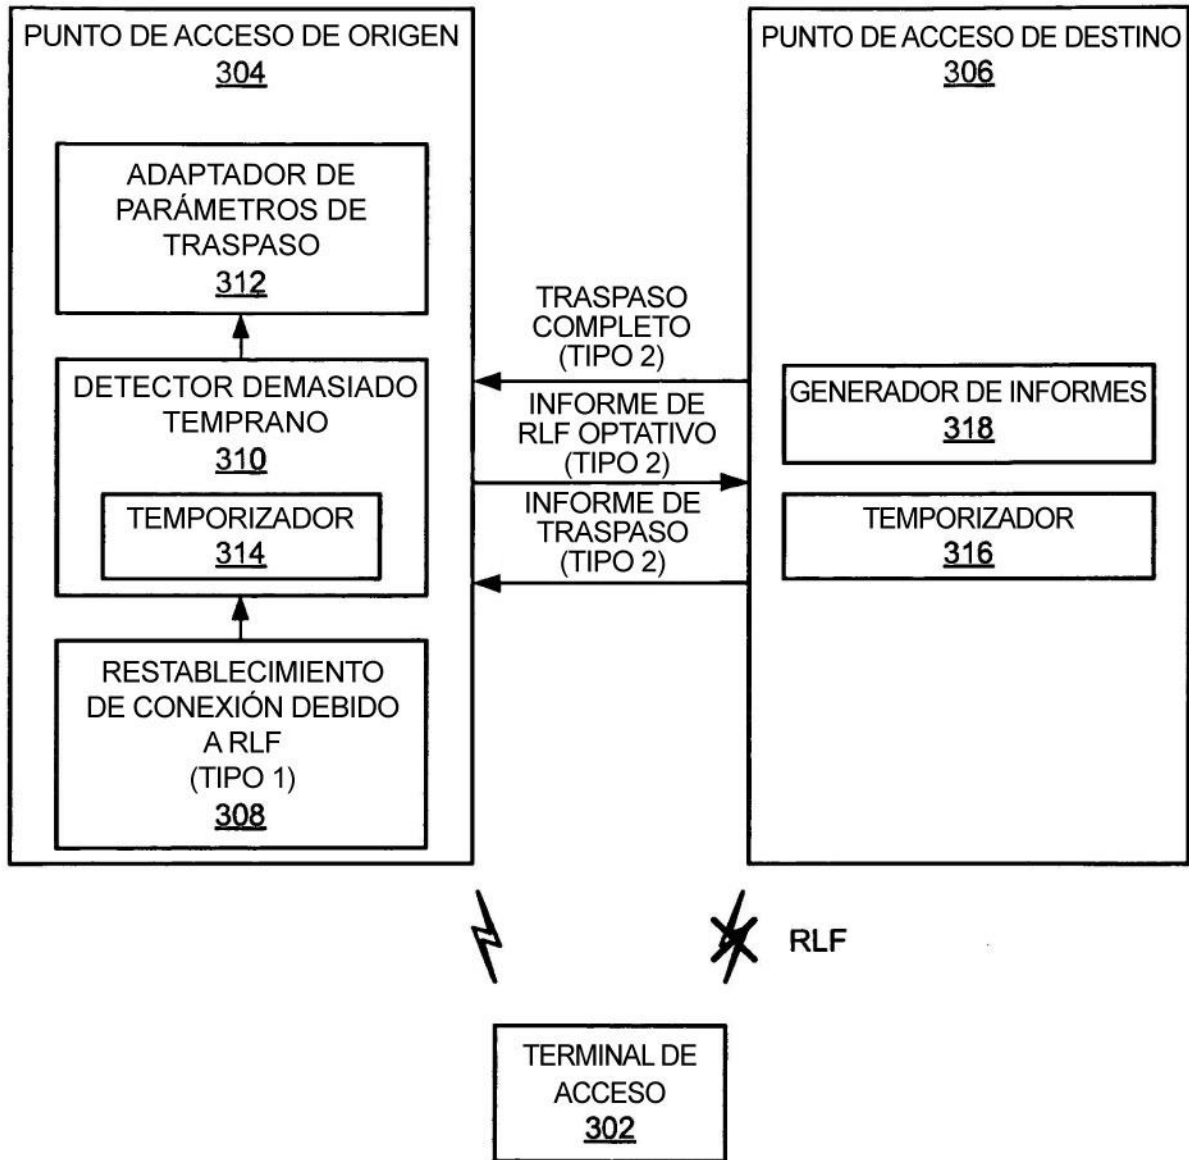 PUNTO DE ACCESO DE ORIGEN
304
ADAPTADOR DE
PARÁMETROS DE
TRASPASO
312
DETECTOR DEMASIADO
TEMPRANO
310
TEMPORIZADOR
314
RESTABLECIMIENTO
DE CONEXIÓN DEBIDO
A RLF
(TIPO 1)
308
TRASPASO
COMPLETO
(TIPO 2)
INFORME DE
RLF OPTATIVO
(TIPO 2)
INFORME DE
TRASPASO
(TIPO 2)
PUNTO DE ACCESO DE DESTINO
306
GENERADOR DE INFORMES
318
TEMPORIZADOR
316
RLF
TERMINAL DE
ACCESO
302